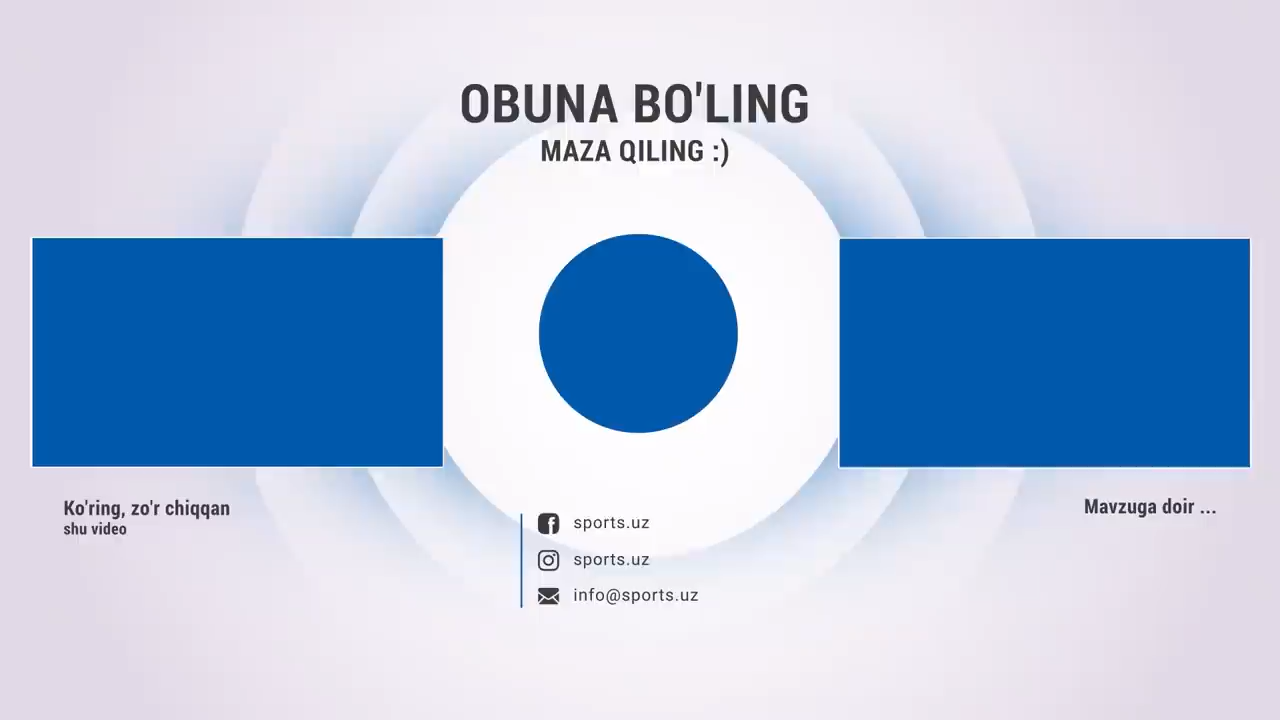 OBUNA BO'LING
MAZA QILING :)
Ko'ring, zo'r chiqqan
shu video
Mavzuga doir ...
sports.uz
sports.uz
info@sports.uz